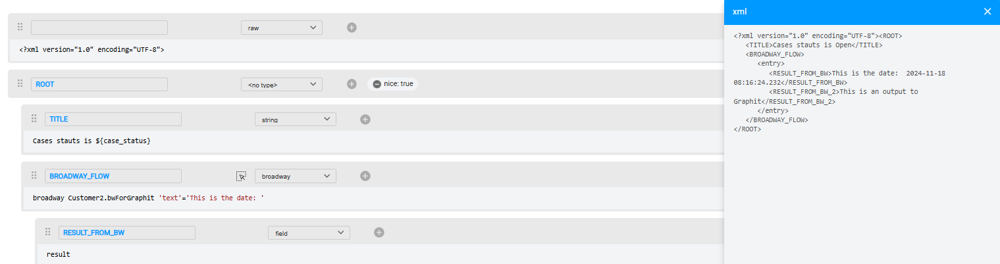 raw
<?xml version="1.0" encoding="UTF-8">
ROOT
<no type>
nice: true
TITLE
string
Cases stauts is ${case_status}
BROADWAY_FLOW
broadway
broadway Customer2.bwForGraphit 'text'='This is the date: '
RESULT_FROM_BW
field
result
xml
<?xml version="1.0" encoding="UTF-8"><ROOT>
<TITLE>Cases stauts is Open</TITLE>
<BROADWAY_FLOW>
<entry>
<RESULT_FROM_BW>This is the date:  2024-11-18
08:16:24.232</RESULT_FROM_BW>
<RESULT_FROM_BW_2>This is an output to
Graphit</RESULT_FROM_BW_2>
</entry>
</BROADWAY_FLOW>
</ROOT>